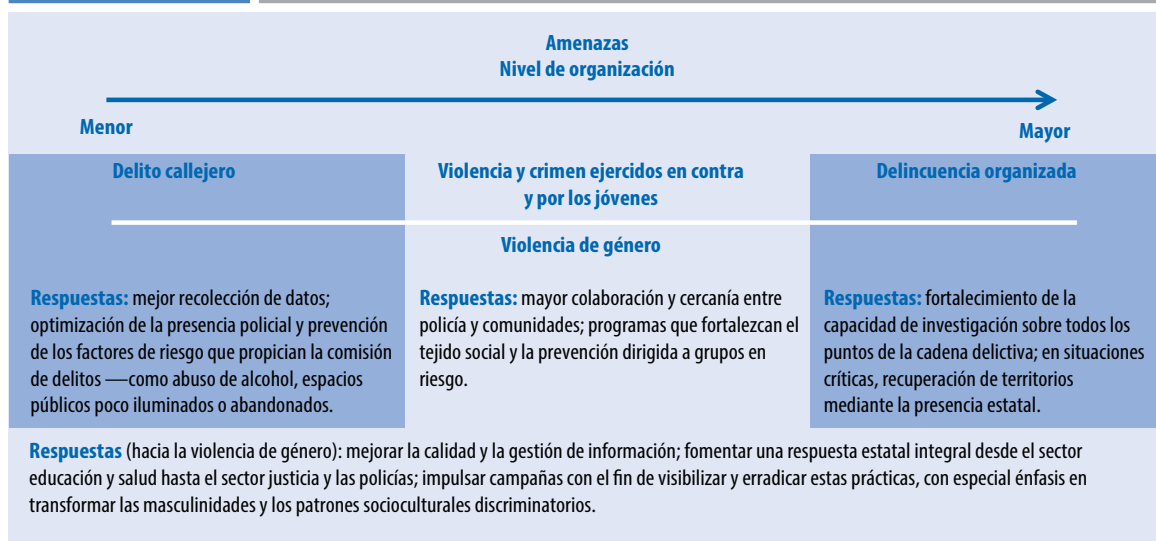 Amenazas
Nivel de organización
Menor
Mayor
Delito callejero
Violencia y crimen ejercidos en contra
y por los jóvenes
Delincuencia organizada
Violencia de género
Respuestas: mejor recolección de datos;
optimización de la presencia policial y prevención
de los factores de riesgo que propician la comisión
de delitos —como abuso de alcohol, espacios
públicos poco iluminados o abandonados.
Respuestas: mayor colaboración y cercanía entre
policía y comunidades; programas que fortalezcan el
tejido social y la prevención dirigida a grupos en
riesgo.
Respuestas: fortalecimiento de la
capacidad de investigación sobre todos los
puntos de la cadena delictiva; en situaciones
críticas, recuperación de territorios
mediante la presencia estatal.
Respuestas (hacia la violencia de género): mejorar la calidad y la gestión de información; fomentar una respuesta estatal integral desde el sector
educación y salud hasta el sector justicia y las policías; impulsar campañas con el fin de visibilizar y erradicar estas prácticas, con especial énfasis en
transformar las masculinidades y los patrones socioculturales discriminatorios.